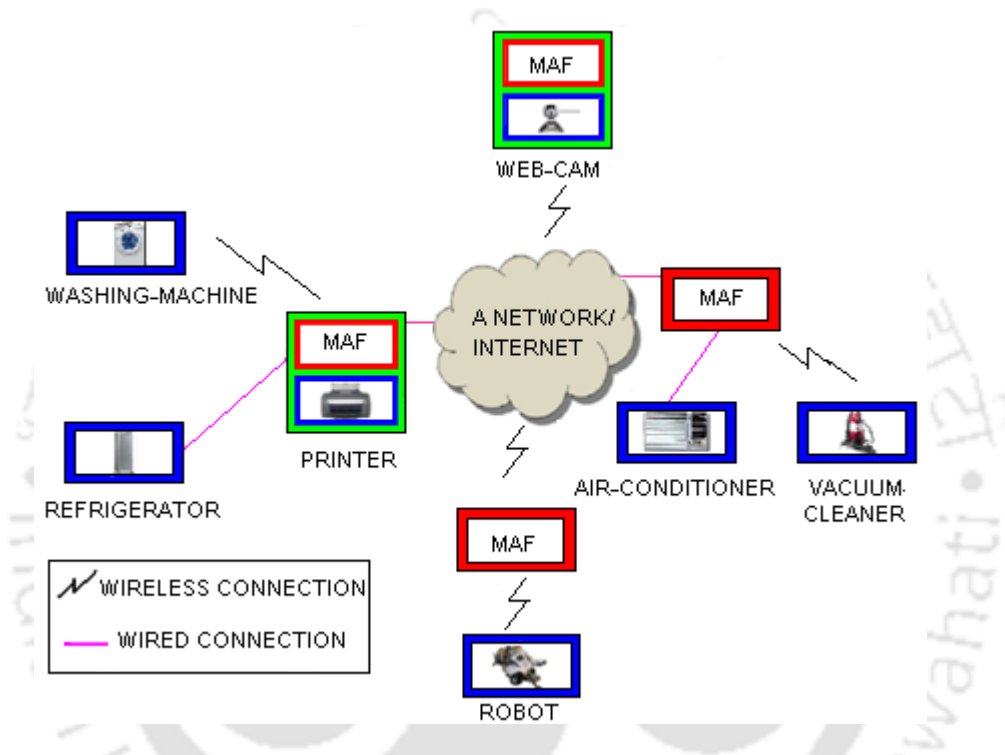 MAF
WEB-CAM
WASHING-MACHINE
MAF
A NETWORK/
INTERNET
MAF
PRINTER
REFRIGERATOR
AIR-CONDITIONER
VACUUM-
CLEANER
MAF
WIRELESS CONNECTION
WIRED CONNECTION
ROBOT